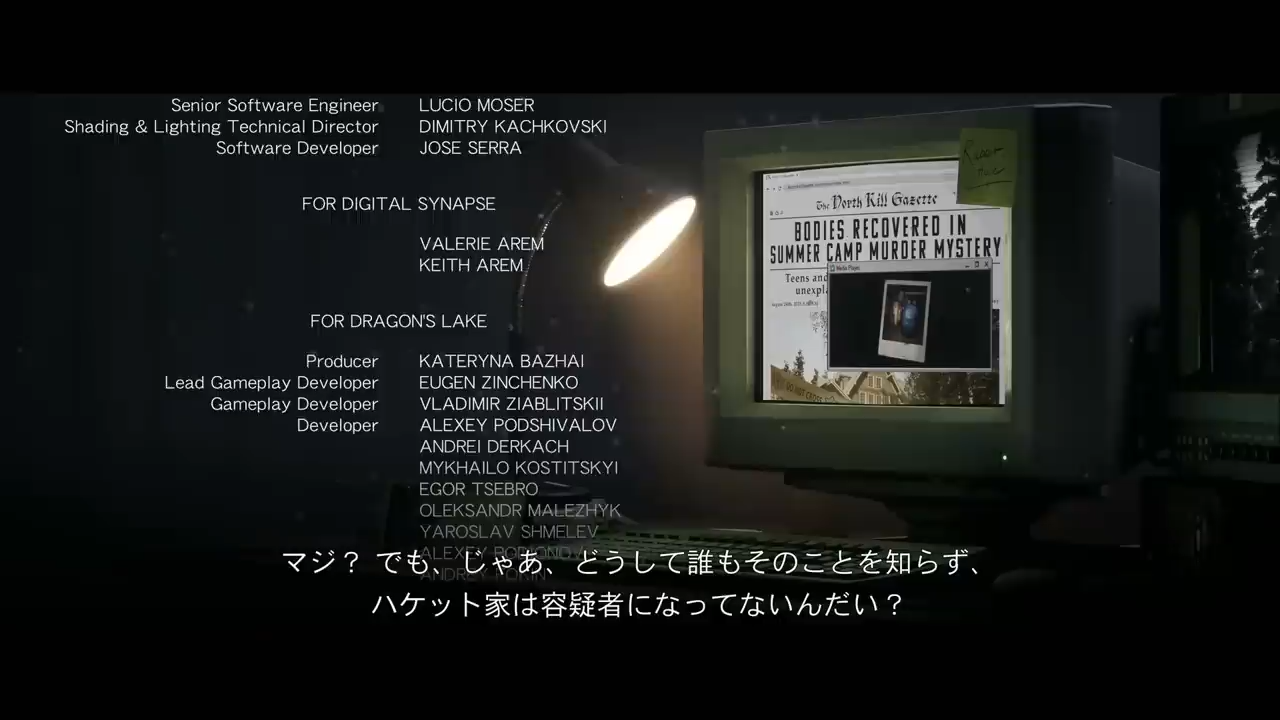 Senior Software Engineer LUCIO MOSER
Shading & Lighting Technical Director DIMITRY KACHKOVSKI
Software Developer JOSE SERRA
FOR DIGITAL SYNAPSE
VALERIE AREM
KEITH AREM
FOR DRAGON'S LAKE
Producer KATERYNA BAZHAI
Lead Gameplay Developer EUGEN ZINCHENKO
Gameplay Developer VLADIMIR ZIABLITSKII
Developer ALEXEY PODSHIVALOV
ANDREI DERKACH
MYKHAILO KOSTITSKYI
EGOR TSEBRO
OLEKSANDR MALEZHYK
YAROSLAV SHMELEV
ALEXEY
ANDREY
The North Kill Gazette
BODIES RECOVERED IN
SUMMER CAMP MURDER MYSTERY
Teens and
Media Player
マジ？ でも、じゃあ、どうして誰もそのことを知らず、
ハケット家は容疑者になってないんだい？